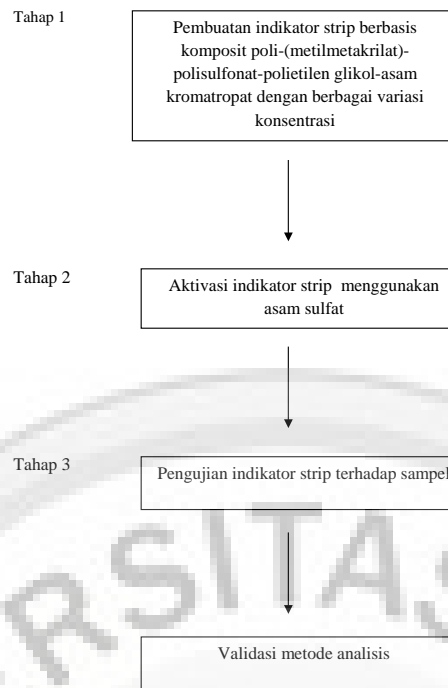 Tahap 1
Pembuatan indikator strip berbasis
komposit poli-(metilmetakrilat)-
polisulfonat-polietilen glikol-asam
kromatropat dengan berbagai variasi
konsentrasi
Tahap 2
Aktivasi indikator strip menggunakan
asam sulfat
Tahap 3
Pengujian indikator strip terhadap sampel
RSITAS
Validasi metode analisis